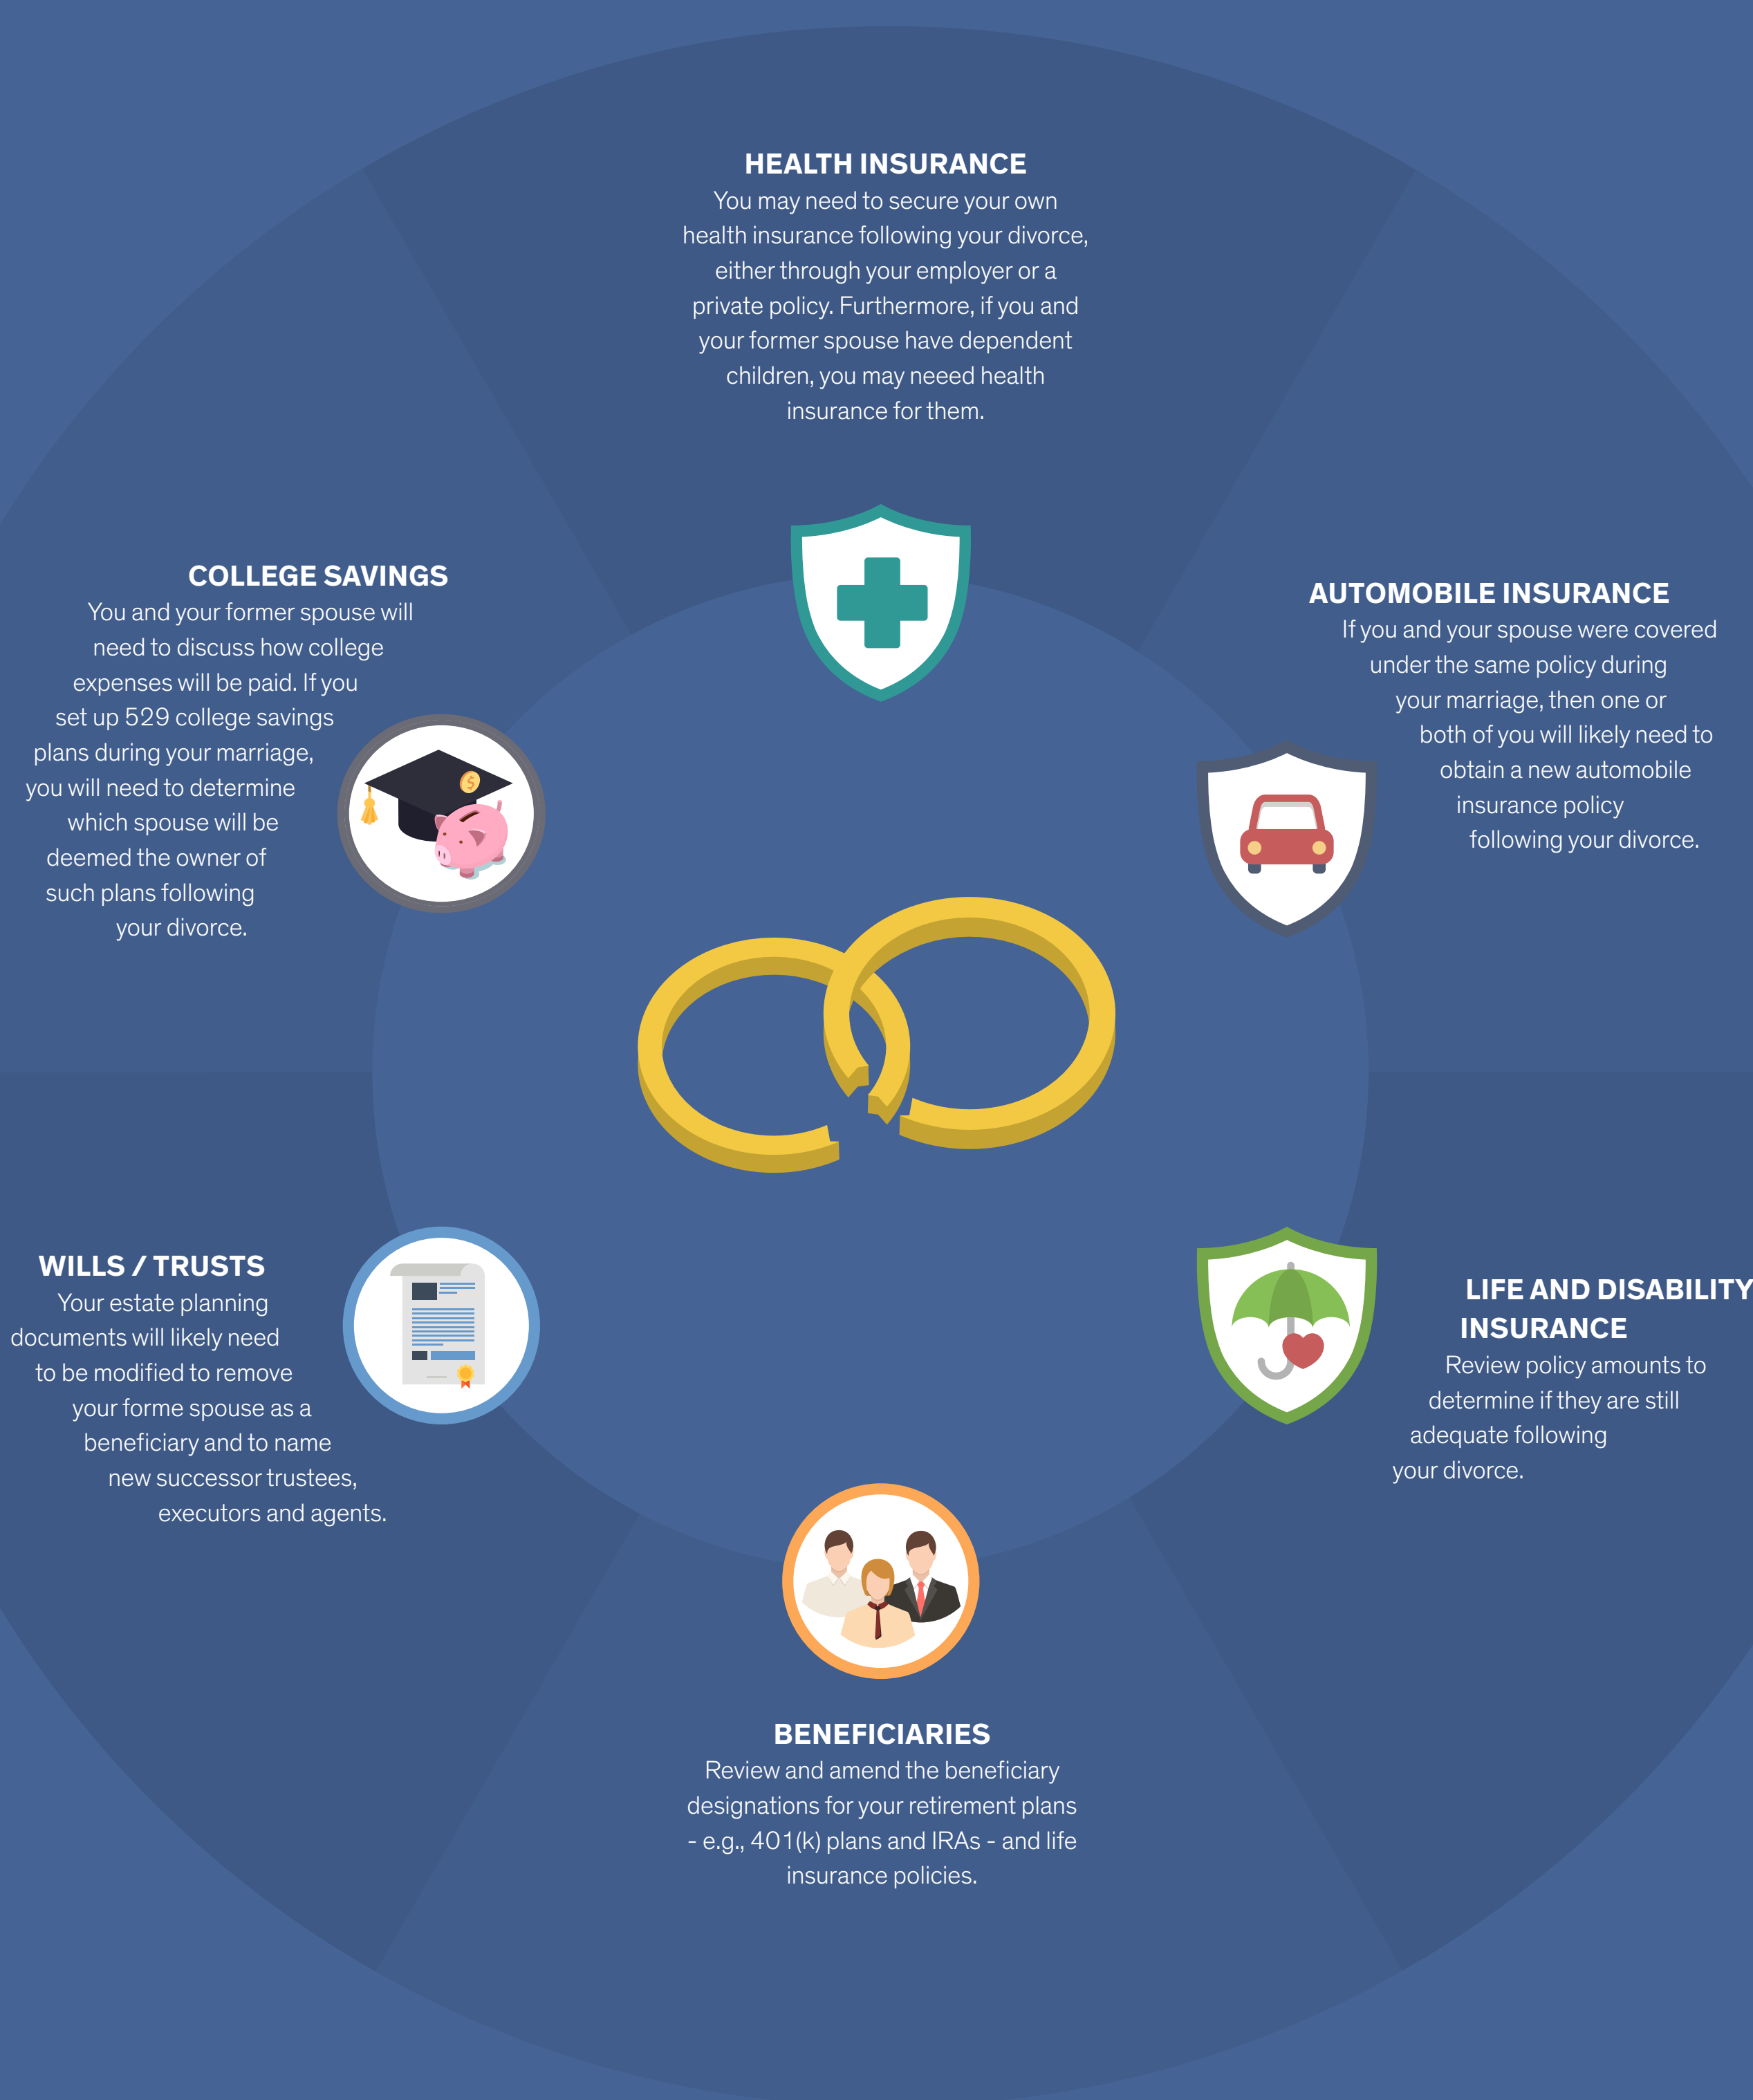 HEALTH INSURANCE
You may need to secure your own
health insurance following your divorce,
either through your employer or a
private policy. Furthermore, if you and
your former spouse have dependent
children, you may neeed health
insurance for them.
AUTOMOBILE INSURANCE
If you and your spouse were covered
under the same policy during
your marriage, then one or
both of you will likely need to
obtain a new automobile
insurance policy
following your divorce.
LIFE AND DISABILITY
INSURANCE
Review policy amounts to
determine if they are still
adequate following
your divorce.
BENEFICIARIES
Review and amend the beneficiary
designations for your retirement plans
- e.g., 401(k) plans and IRAs - and life
insurance policies.
WILLS / TRUSTS
Your estate planning
documents will likely need
to be modified to remove
your forme spouse as a
beneficiary and to name
new successor trustees,
executors and agents.
COLLEGE SAVINGS
You and your former spouse will
need to discuss how college
expenses will be paid. If you
set up 529 college savings
plans during your marriage,
you will need to determine
which spouse will be
deemed the owner of
such plans following
your divorce.
$